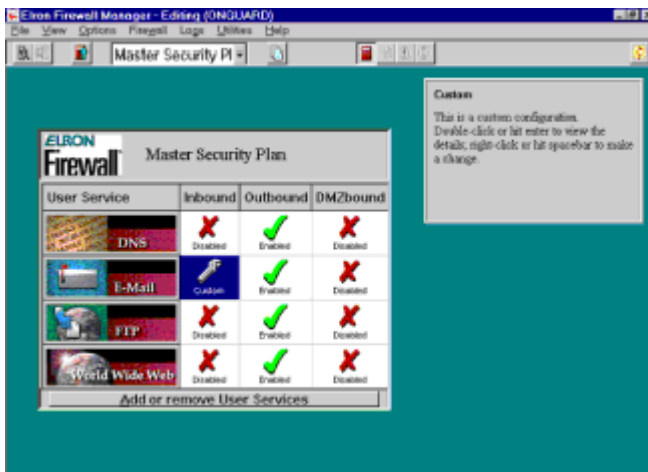 Elron Firewall Manager - Editing (ONGUARD)
File View Options Firewall Logs Utilities Help
Master Security Pl
Custom
This is a custom configuration.
Double-click or hit enter to view the
details, right-click or hit spacebar to make
a change.
ELRON
Firewall
Master Security Plan
User Service Inbound Outbound DMZbound
DNS Disabled Enabled Disabled
E-Mail Custom Enabled Disabled
FTP Disabled Enabled Disabled
World Wide Web Disabled Enabled Disabled
Add or remove User Services